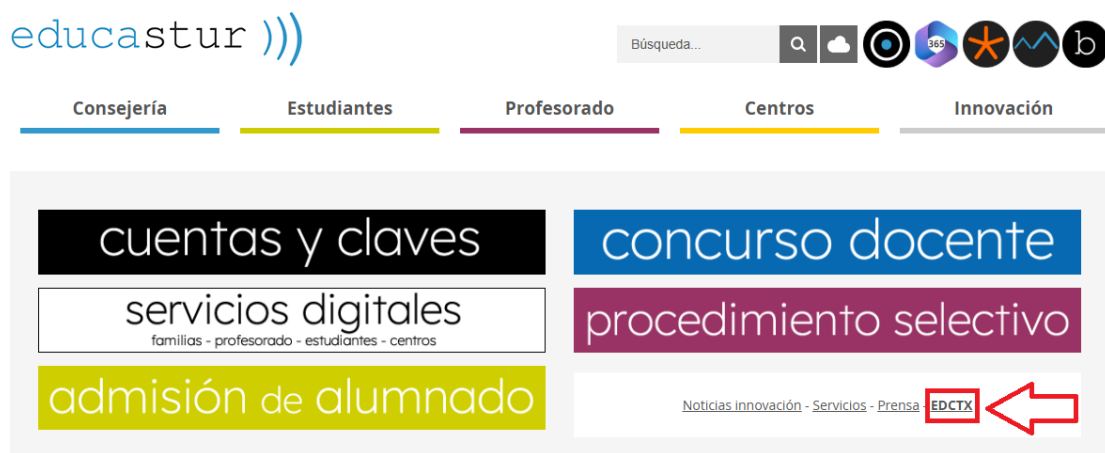 educastur )))
Búsqueda...
365
b
Consejería
Estudiantes
Profesorado
Centros
Innovación
cuentas y claves
concurso docente
servicios digitales
familias - profesorado - estudiantes - centros
procedimiento selectivo
admisión de alumnado
Noticias innovación - Servicios - Prensa - EDCTX